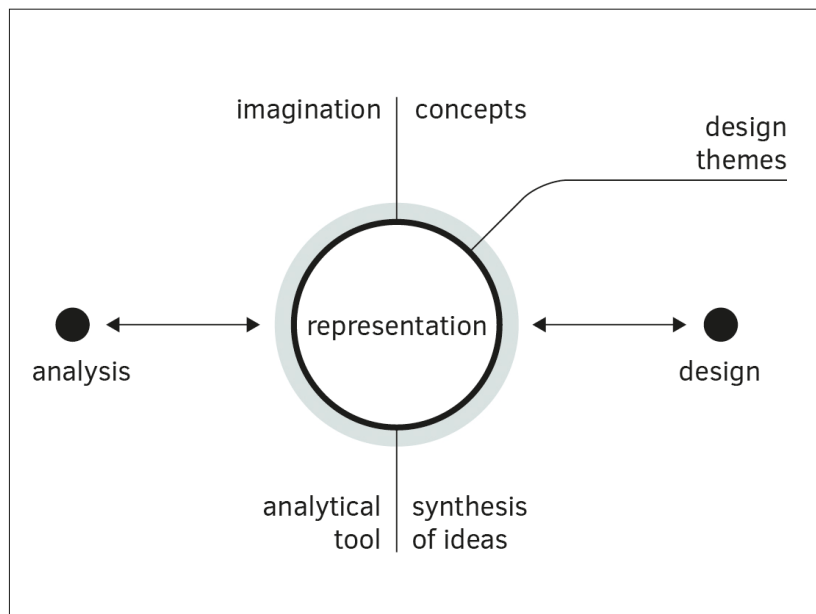 imagination
concepts
design
themes
representation
analysis
design
analytical
tool
synthesis
of ideas